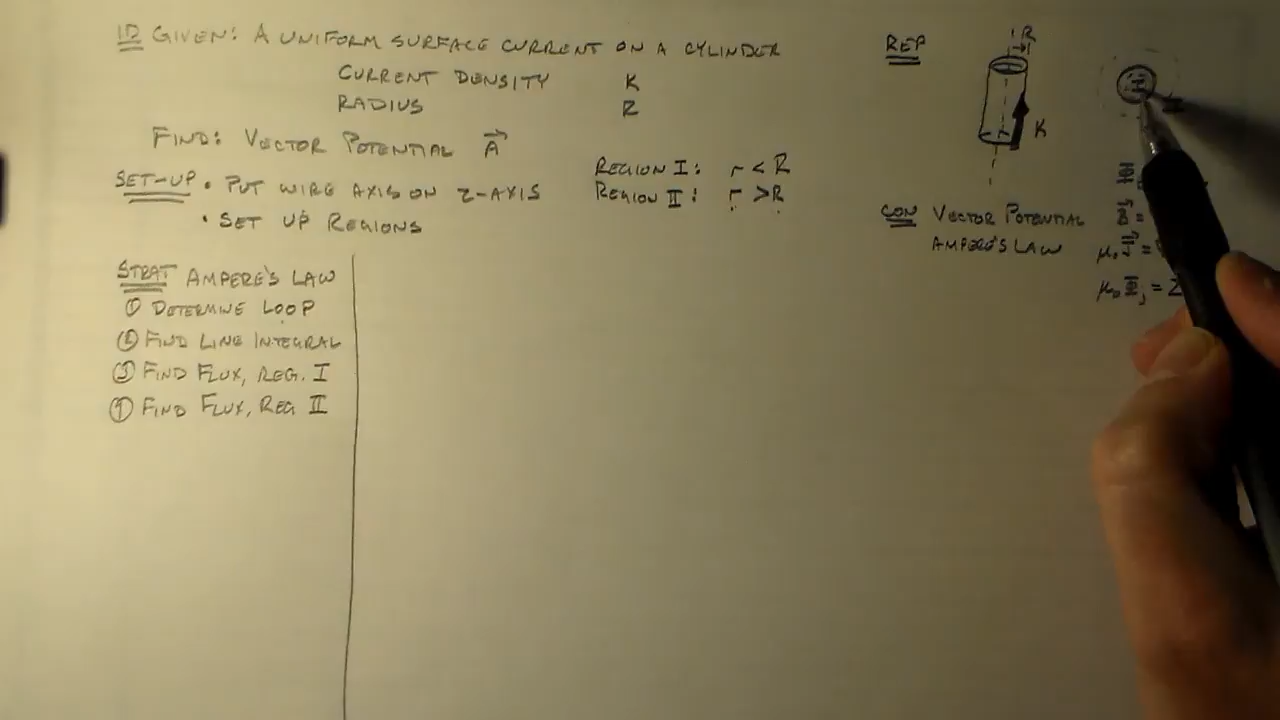 ID GIVEN: A UNIFORM SURFACE CURRENT ON A CYLINDER
CURRENT DENSITY K
RADIUS R
FIND: VECTOR POTENTIAL A⃗
SET-UP • PUT WIRE AXIS ON Z-AXIS
• SET UP REGIONS
REGION I: r < R
REGION II: r > R
STRAT AMPERE'S LAW
① DETERMINE LOOP
② FIND LINE INTEGRAL
③ FIND FLUX, REG. I
④ FIND FLUX, REG II
REP
R
K
I
II
CON VECTOR POTENTIAL
AMPERE'S LAW